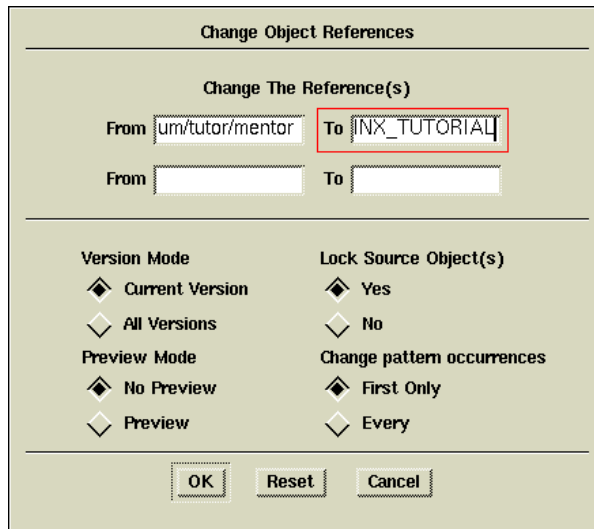 Change Object References
Change The Reference(s)
From um/tutor/mentor To INX_TUTORIAL
From To
Version Mode Lock Source Object(s)
Current Version Yes
All Versions No
Preview Mode Change pattern occurrences
No Preview First Only
Preview Every
OK Reset Cancel